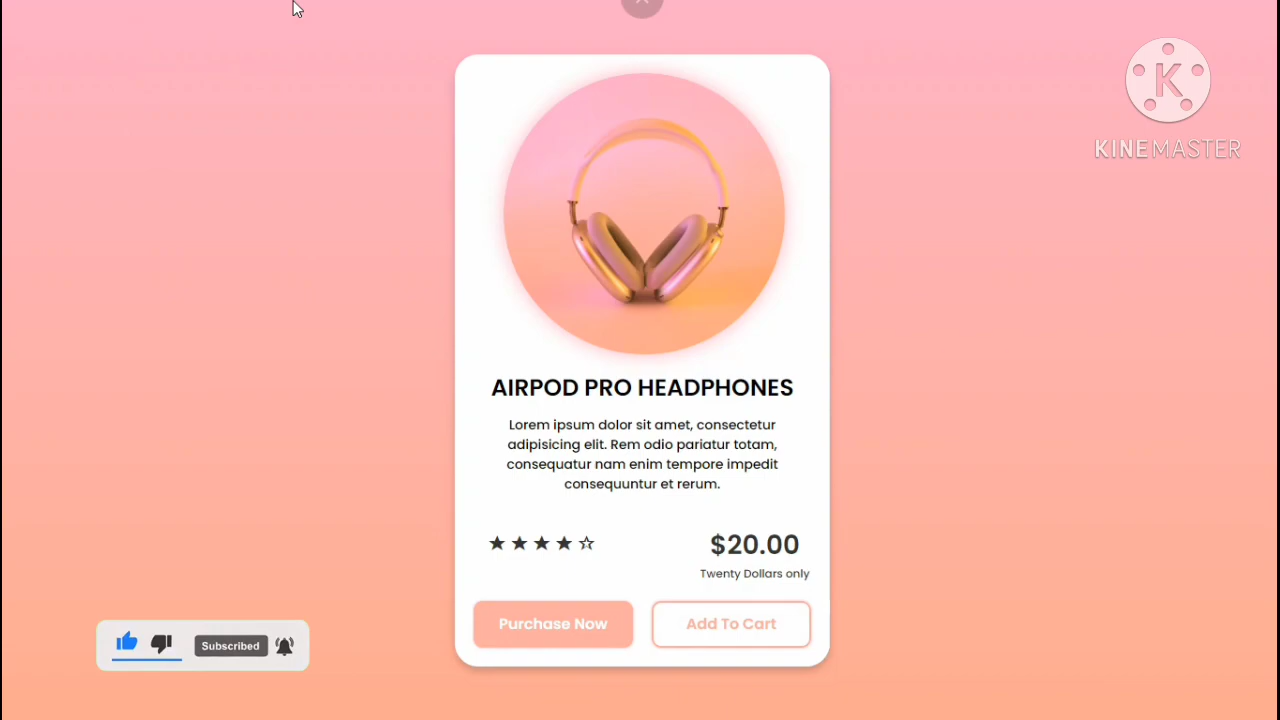 K
KINEMASTER
AIRPOD PRO HEADPHONES
Lorem ipsum dolor sit amet, consectetur
adipisicing elit. Rem odio pariatur totam,
consequatur nam enim tempore impedit
consequuntur et rerum.
$20.00
Twenty Dollars only
Purchase Now
Add To Cart
Subscribed